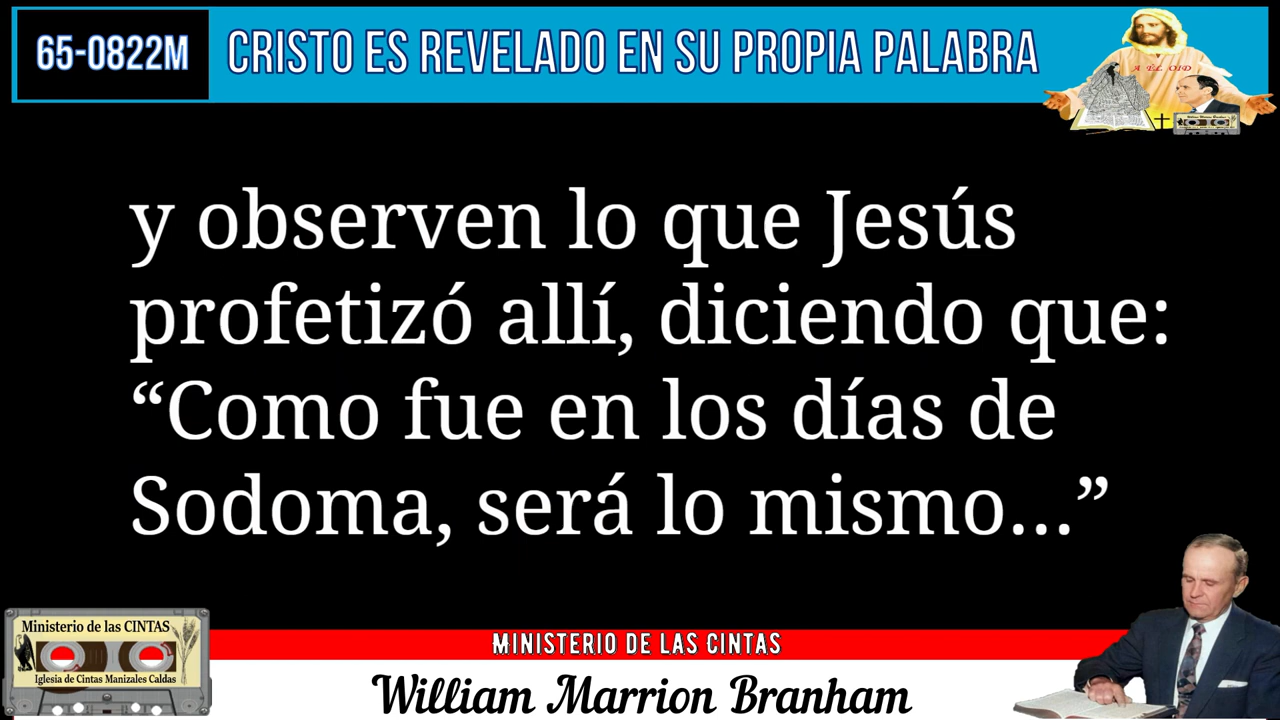 65-0822M
CRISTO ES REVELADO EN SU PROPIA PALABRA
A ÉL OID
y observen lo que Jesús
profetizó allí, diciendo que:
“Como fue en los días de
Sodoma, será lo mismo...”
Ministerio de las CINTAS
Iglesia de Cintas Manizales Caldas
MINISTERIO DE LAS CINTAS
William Marrion Branham